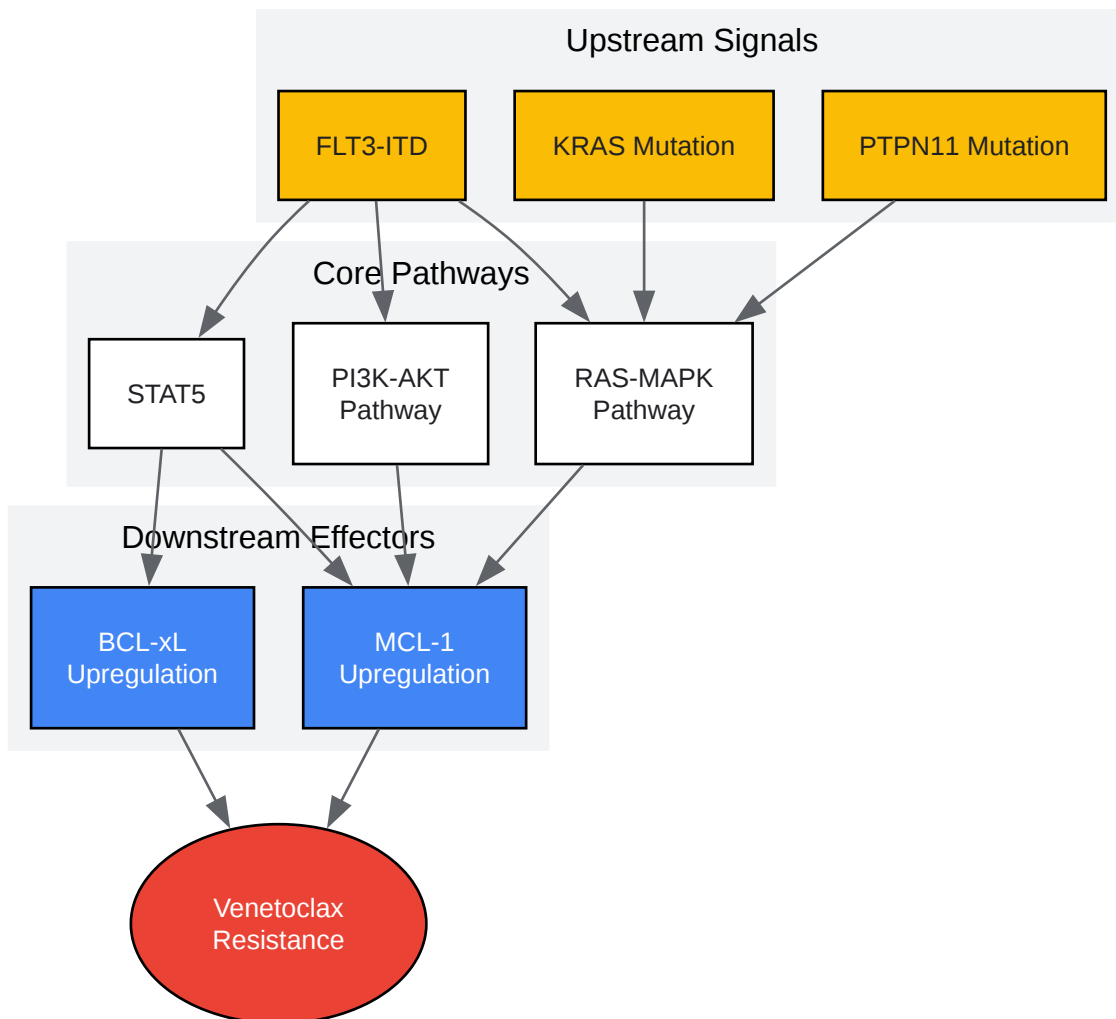 Upstream Signals
FLT3-ITD
KRAS Mutation
PTPN11 Mutation
Core Pathways
STAT5
PI3K-AKT
Pathway
RAS-MAPK
Pathway
Downstream Effectors
BCL-xL
Upregulation
MCL-1
Upregulation
Venetoclax
Resistance